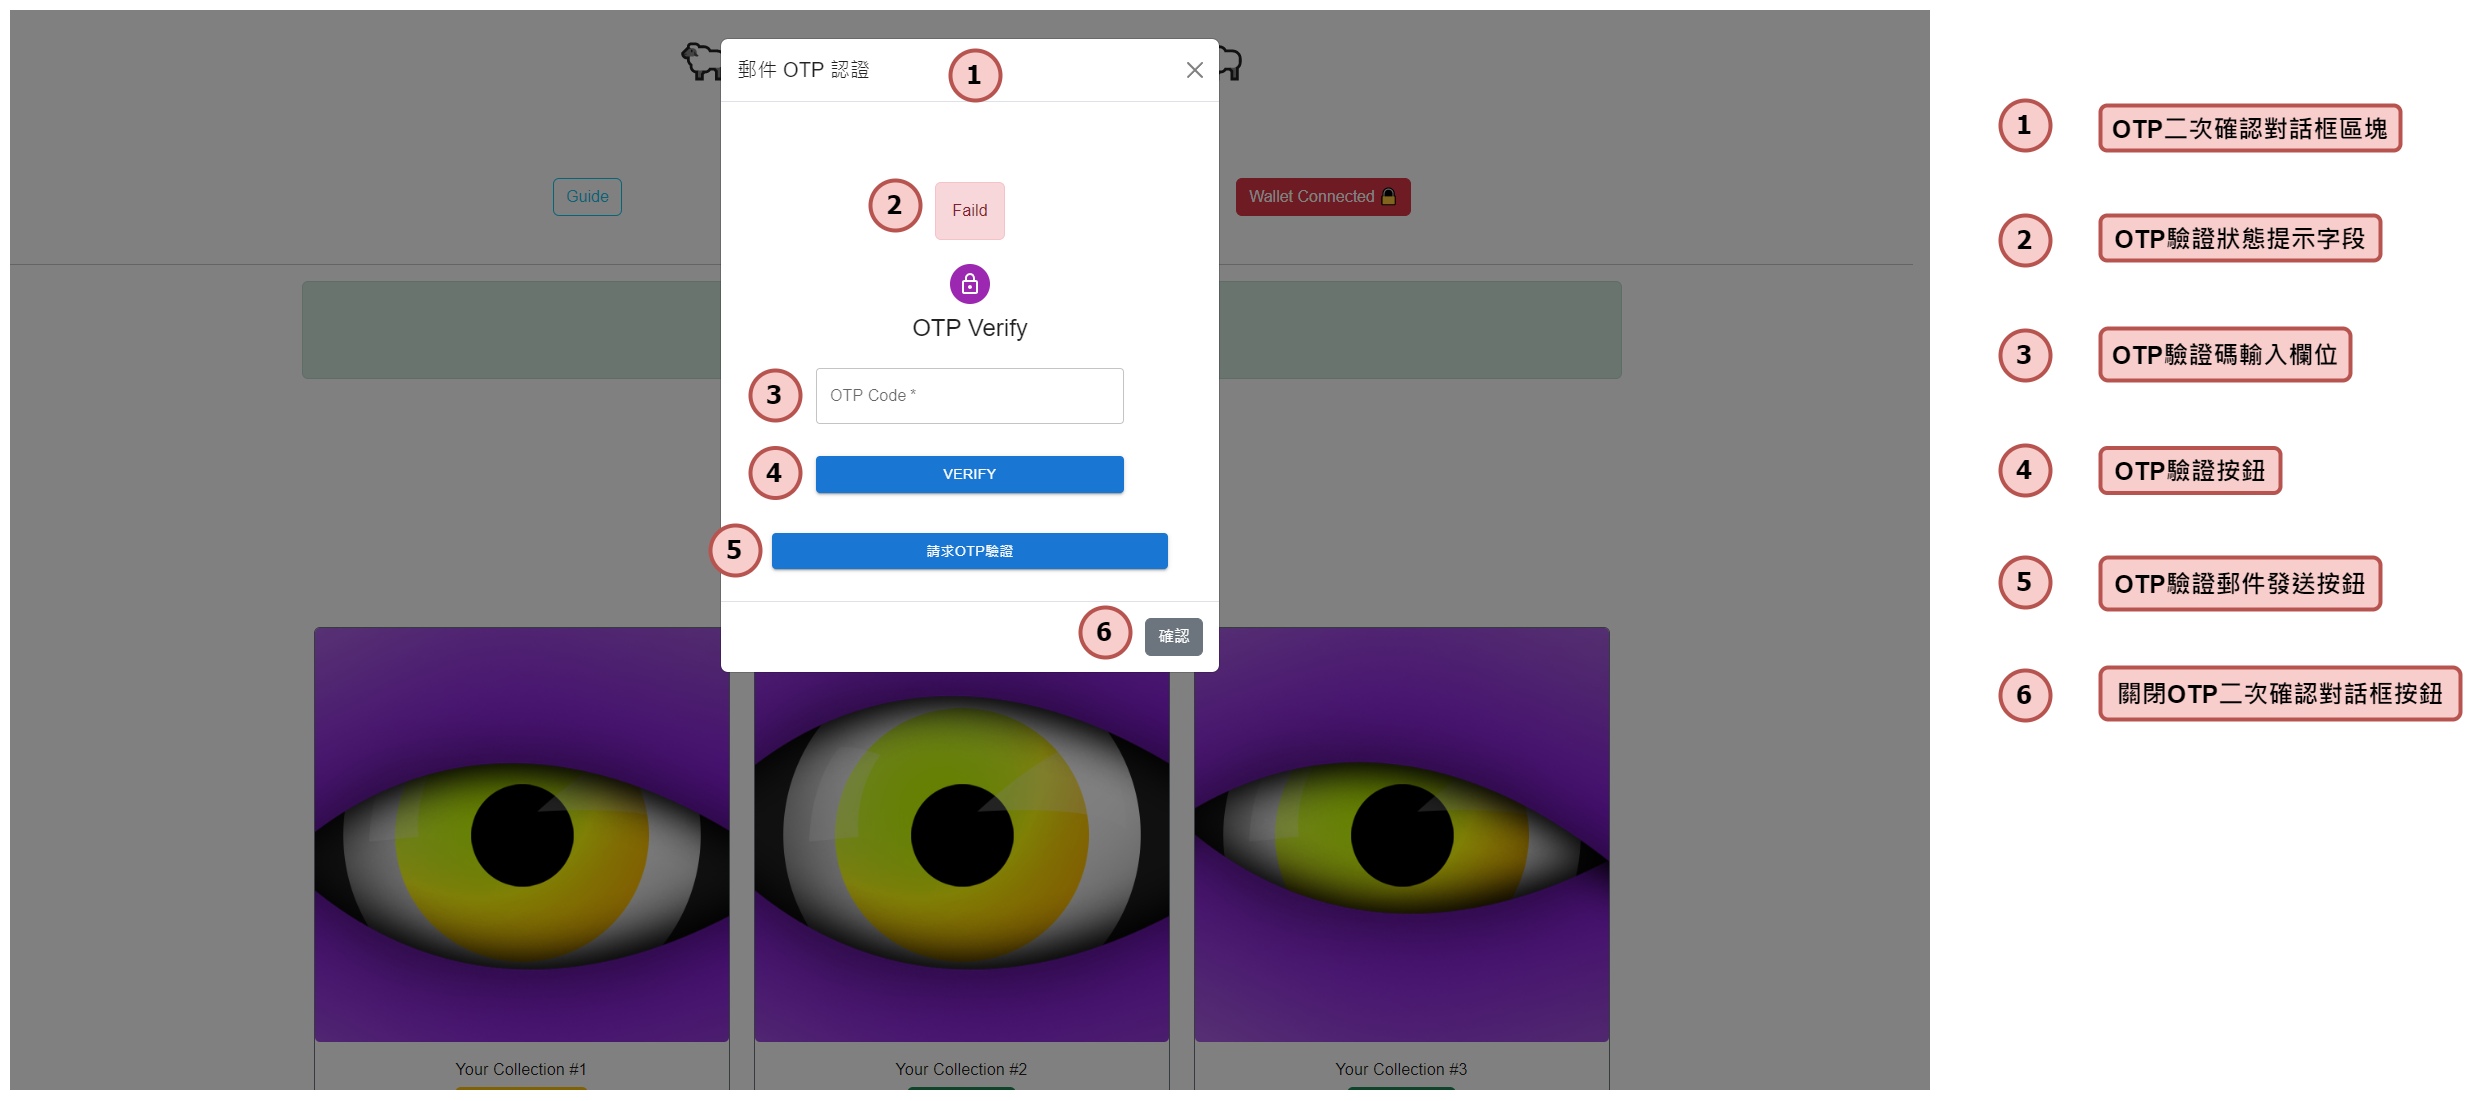 郵件 OTP 認證
1
Guide
Wallet Connected
2
Faild
OTP Verify
3
OTP Code *
4
VERIFY
5
請求OTP驗證
6
確認
Your Collection #1
Your Collection #2
Your Collection #3
1
OTP二次確認對話框區塊
2
OTP驗證狀態提示字段
3
OTP驗證碼輸入欄位
4
OTP驗證按鈕
5
OTP驗證郵件發送按鈕
6
關閉OTP二次確認對話框按鈕